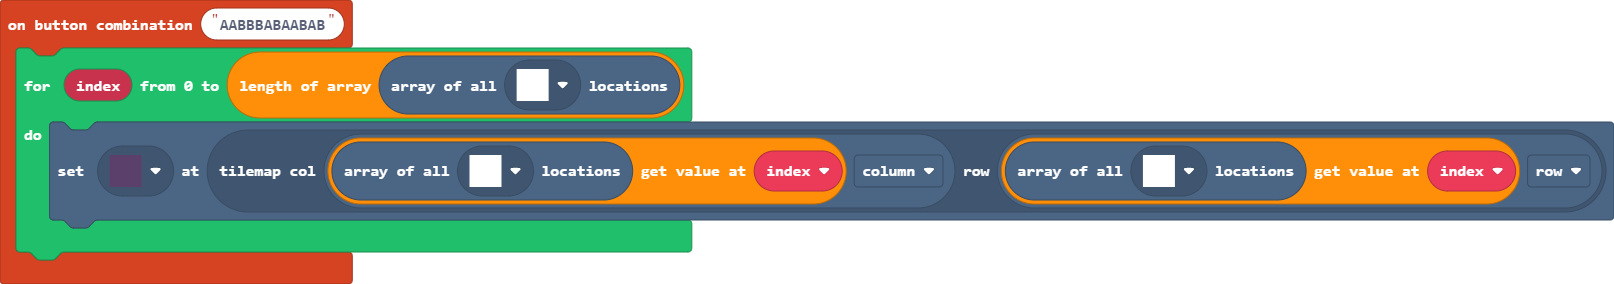 on button combination "AABBBABAABAB"
for index from 0 to length of array array of all locations
do
set at tilemap col array of all locations get value at index column row array of all locations get value at index row